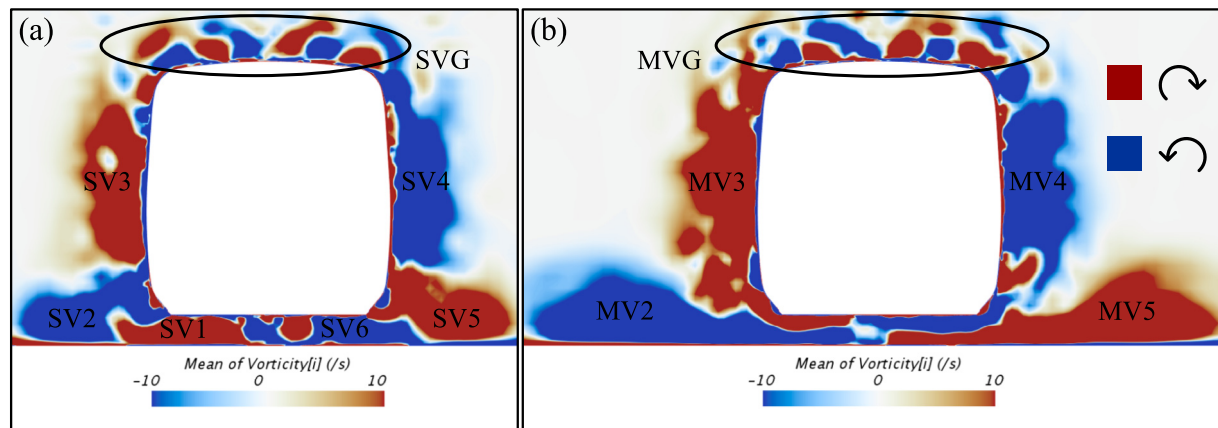 (a)
SVG
SV3
SV4
SV2
SV1
SV6
SV5
Mean of Vorticity[i] (/s)
−10 0 10
(b)
MVG
MV3
MV4
MV2
MV5
Mean of Vorticity[i] (/s)
−10 0 10